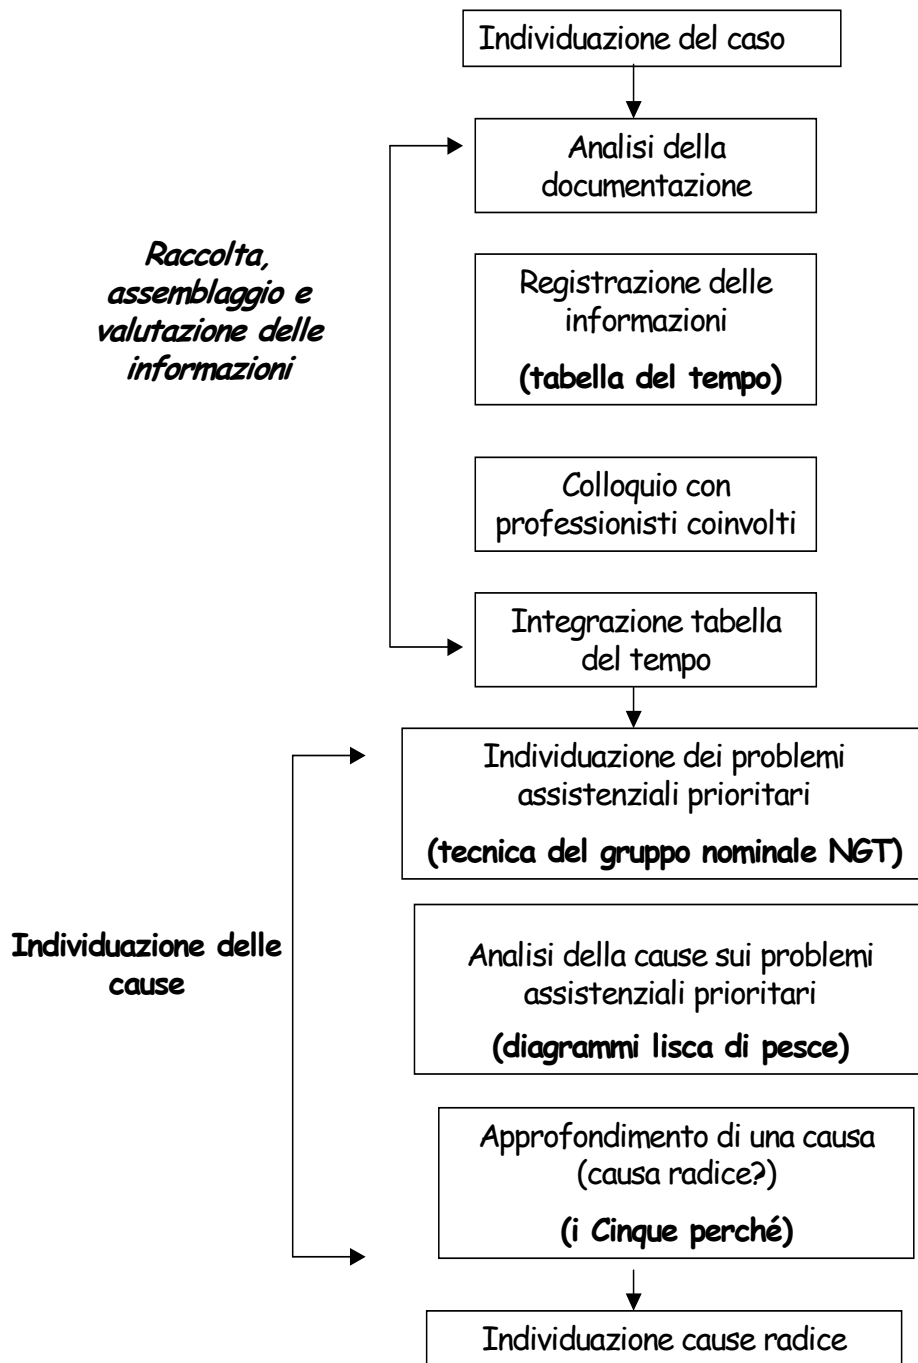 Individuazione del caso
Analisi della
documentazione
Raccolta,
assemblaggio e
valutazione delle
informazioni
Registrazione delle
informazioni
(tabella del tempo)
Colloquio con
professionisti coinvolti
Integrazione tabella
del tempo
Individuazione dei problemi
assistenziali prioritari
(tecnica del gruppo nominale NGT)
Individuazione delle
cause
Analisi della cause sui problemi
assistenziali prioritari
(diagrammi lisca di pesce)
Approfondimento di una causa
(causa radice?)
(i Cinque perché)
Individuazione cause radice